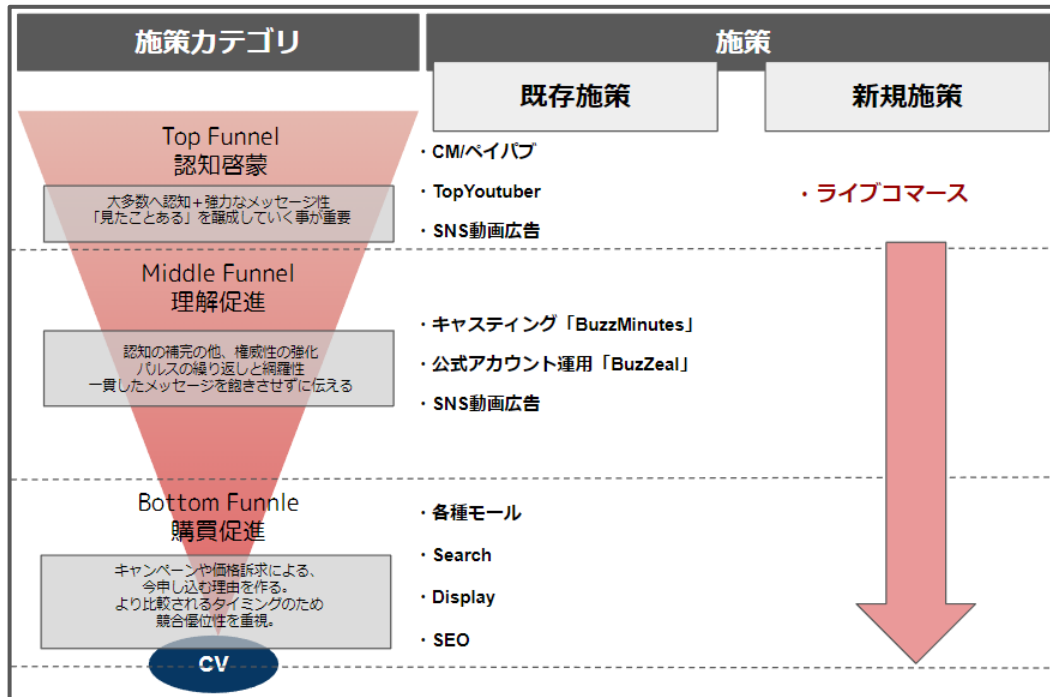 施策カテゴリ
施策
既存施策
新規施策
Top Funnel
認知啓蒙
大多数へ認知＋強力なメッセージ性
「見たことある」を醸成していく事が重要
・CM/ペイパブ
・TopYoutuber
・SNS動画広告
・ライブコマース
Middle Funnel
理解促進
認知の補完の他、権威性の強化
パルスの繰り返しと網羅性
一貫したメッセージを飽きさせずに伝える
・キャスティング「BuzzMinutes」
・公式アカウント運用「BuzZeal」
・SNS動画広告
Bottom Funnle
購買促進
キャンペーンや価格訴求による、
今申し込む理由を作る。
より比較されるタイミングのため
競合優位性を重視。
・各種モール
・Search
・Display
・SEO
CV